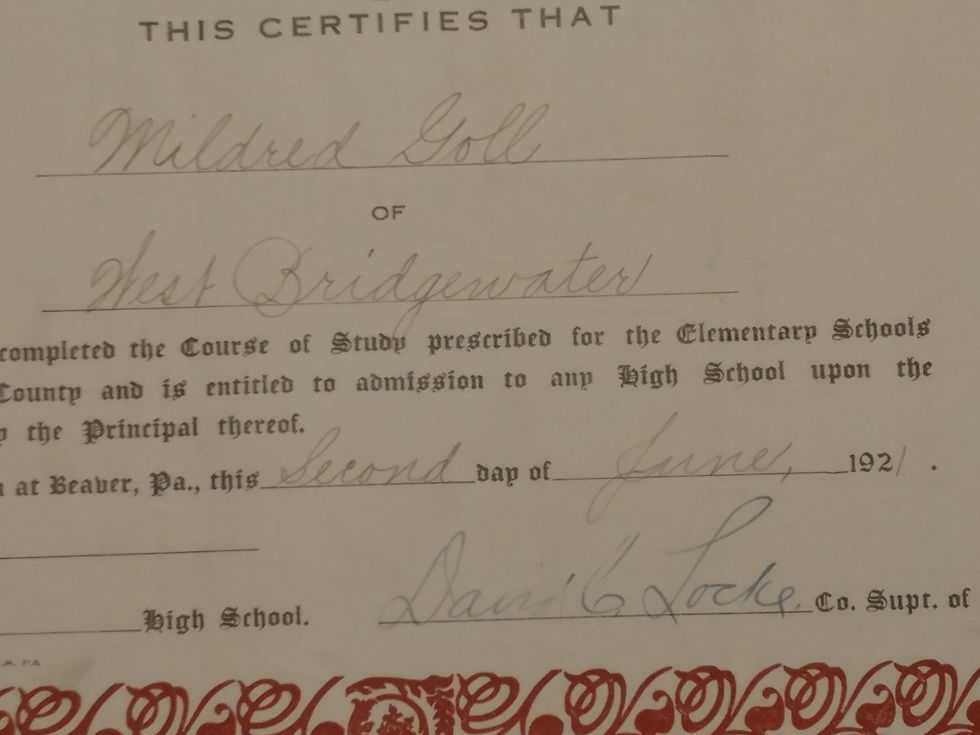 THIS CERTIFIES THAT
Mildred Goll
OF
West Bridgewater
completed the Course of Study prescribed for the Elementary Schools
County and is entitled to admission to any High School upon the
the Principal thereof.
at Beaver, Pa., this Second day of June, 1921.
High School.
David C Locke. Co. Supt. of
PA